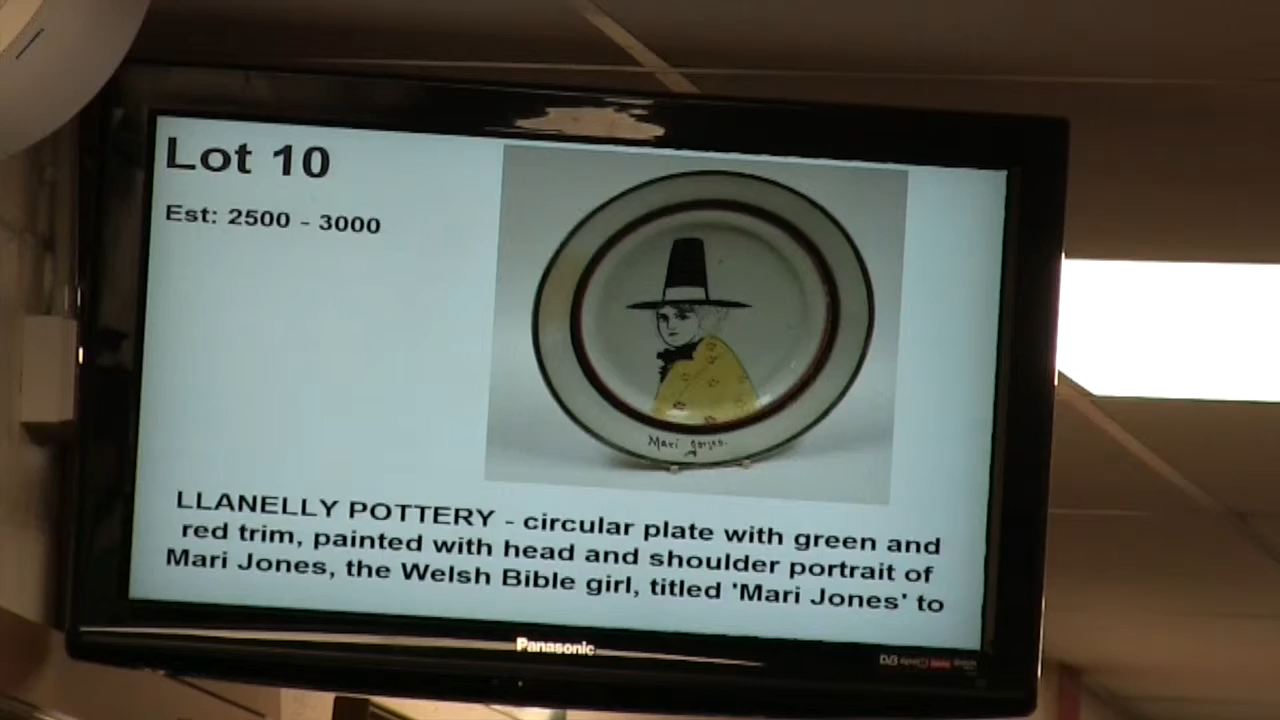 Lot 10
Est: 2500 - 3000
Mari Jones.
LLANELLY POTTERY - circular plate with green and
red trim, painted with head and shoulder portrait of
Mari Jones, the Welsh Bible girl, titled 'Mari Jones' to
Panasonic
DVB